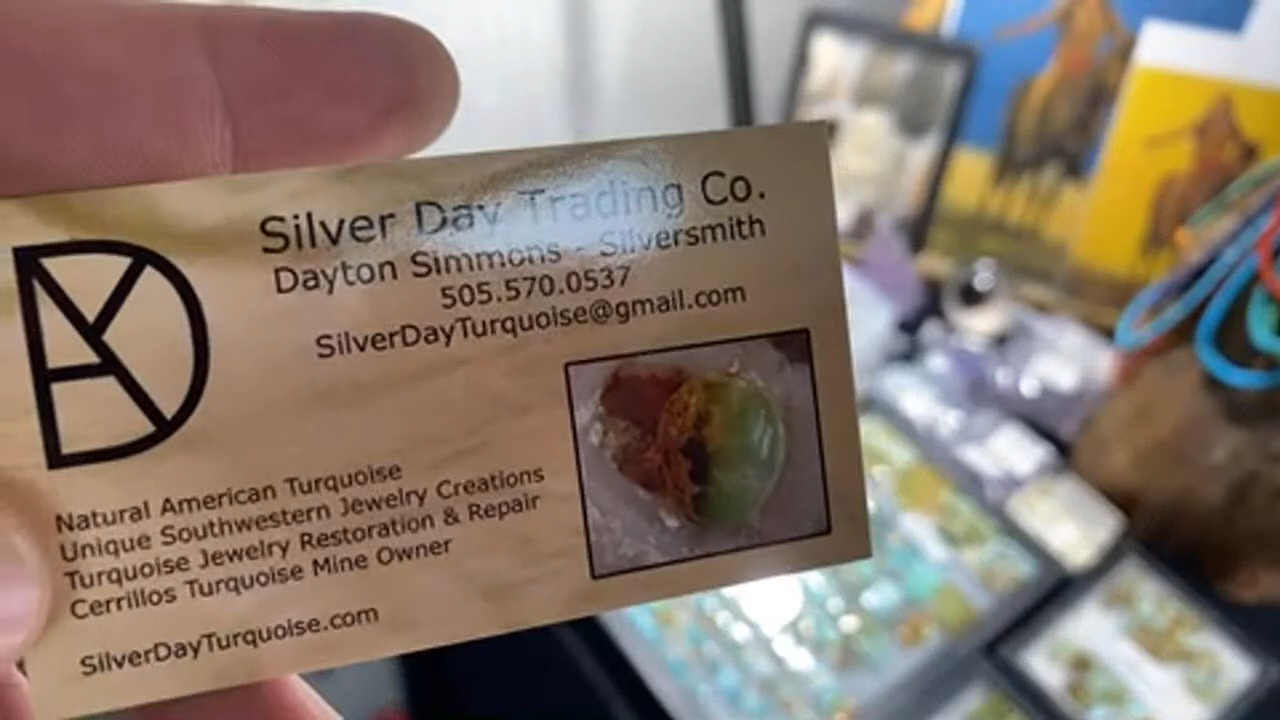 Silver Day Trading Co.
Dayton Simmons - Silversmith
505.570.0537
SilverDayTurquoise@gmail.com
Natural American Turquoise
Unique Southwestern Jewelry Creations
Turquoise Jewelry Restoration & Repair
Cerrillos Turquoise Mine Owner
SilverDayTurquoise.com